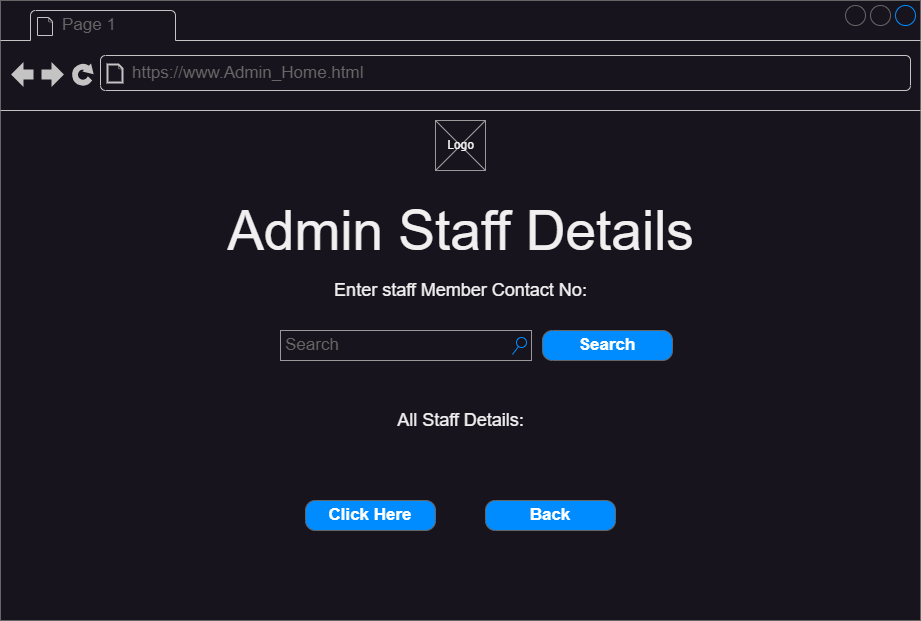 Page 1
https://www.Admin_Home.html
Logo
Admin Staff Details
Enter staff Member Contact No:
Search Search
All Staff Details:
Click Here Back